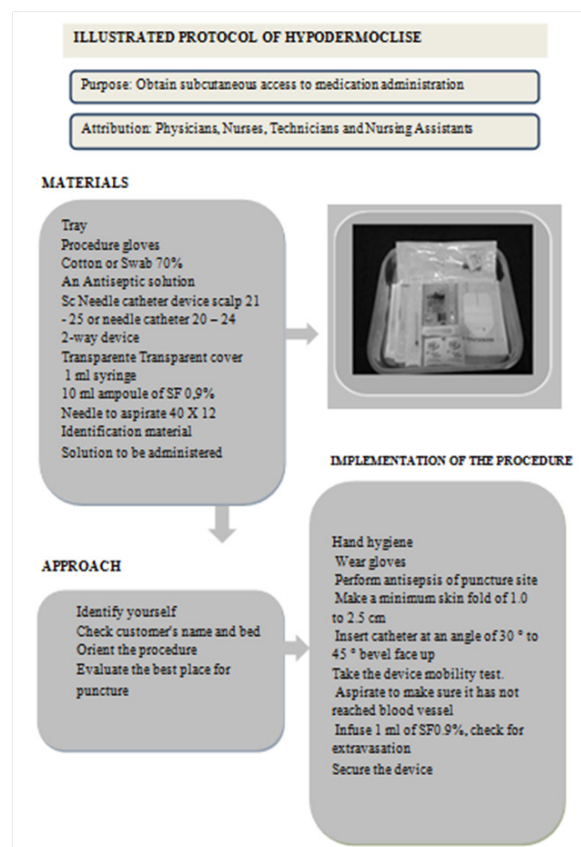 ILLUSTRATED PROTOCOL OF HYPODERMOCLISE
Purpose: Obtain subcutaneous access to medication administration
Attribution: Physicians, Nurses, Technicians and Nursing Assistants
MATERIALS
Tray
Procedure gloves
Cotton or Swab 70%
An Antiseptic solution
Sc Needle catheter device scalp 21
- 25 or needle catheter 20 – 24
2-way device
Transparente Transparent cover
1 ml syringe
10 ml ampoule of SF 0,9%
Needle to aspirate 40 X 12
Identification material
Solution to be administered
APPROACH
Identify yourself
Check customer's name and bed
Orient the procedure
Evaluate the best place for
puncture
IMPLEMENTATION OF THE PROCEDURE
Hand hygiene
Wear gloves
Perform antisepsis of puncture site
Make a minimum skin fold of 1.0
to 2.5 cm
Insert catheter at an angle of 30 ° to
45 ° bevel face up
Take the device mobility test.
Aspirate to make sure it has not
reached blood vessel
Infuse 1 ml of SF0.9%, check for
extravasation
Secure the device